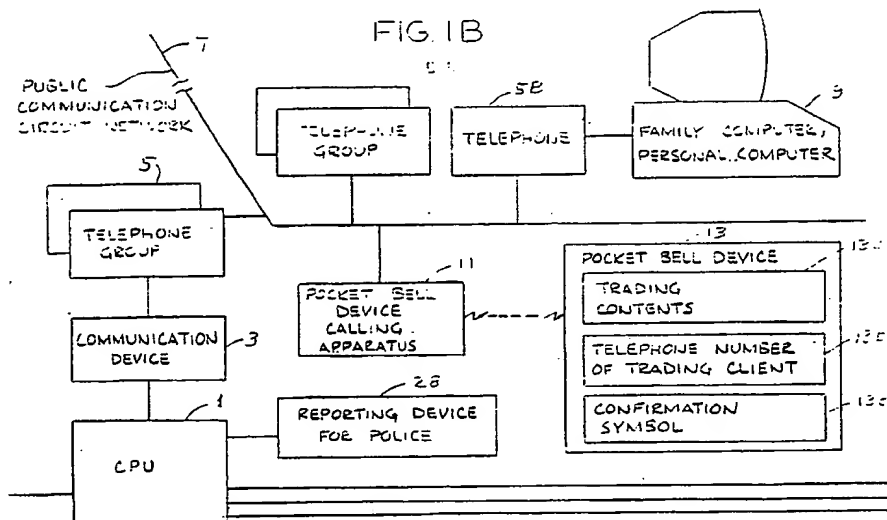 FIG. 1B
7
PUBLIC
COMMUNICATION
CIRCUIT NETWORK
5
TELEPHONE
GROUP
TELEPHONE
GROUP
5B
TELEPHONE
9
FAMILY COMPUTER,
PERSONAL COMPUTER
COMMUNICATION
DEVICE
3
11
POCKET BELL
DEVICE
CALLING
APPARATUS
13
POCKET BELL DEVICE
TRADING
CONTENTS
TELEPHONE NUMBER
OF TRADING CLIENT
CONFIRMATION
SYMBOL
1
CPU
28
REPORTING DEVICE
FOR POLICE